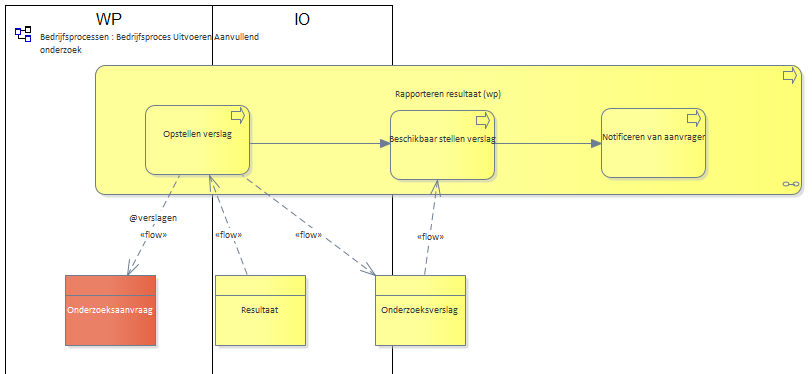 WP
IO
Bedrijfsprocessen : Bedrijfsproces Uitvoeren Aanvullend
onderzoek
Rapporteren resultaat (wp)
Opstellen verslag
Beschikbaar stellen verslag
Notificeren van aanvrager
@verslagen
«flow»
«flow»
«flow»
«flow»
Onderzoeksaanvraag
Resultaat
Onderzoeksverslag